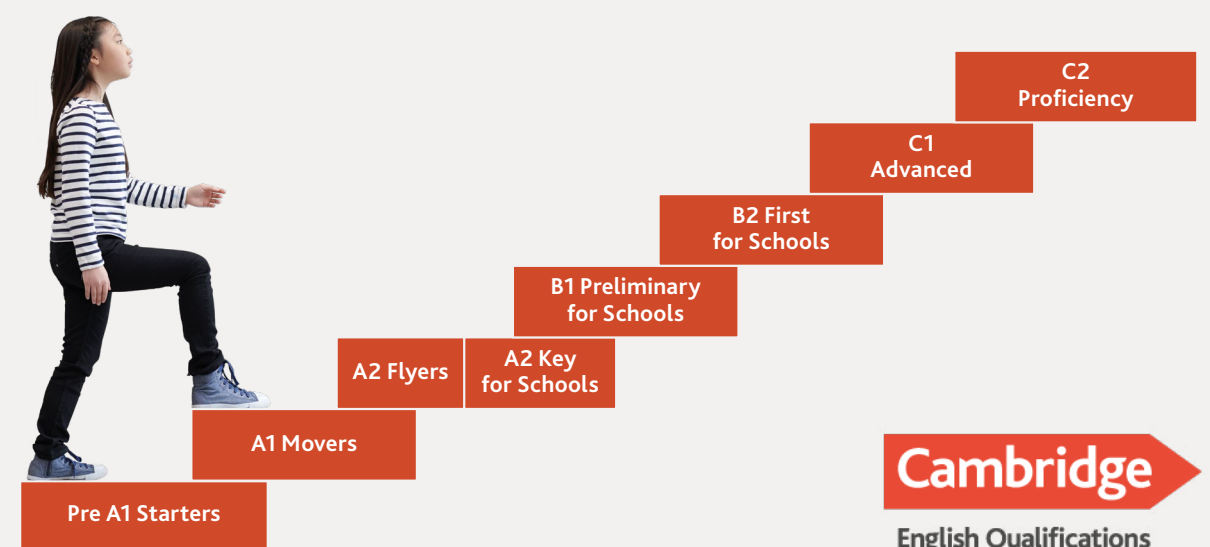 C2
Proficiency
C1
Advanced
B2 First
for Schools
B1 Preliminary
for Schools
A2 Flyers
A2 Key
for Schools
A1 Movers
Pre A1 Starters
Cambridge
English Qualifications